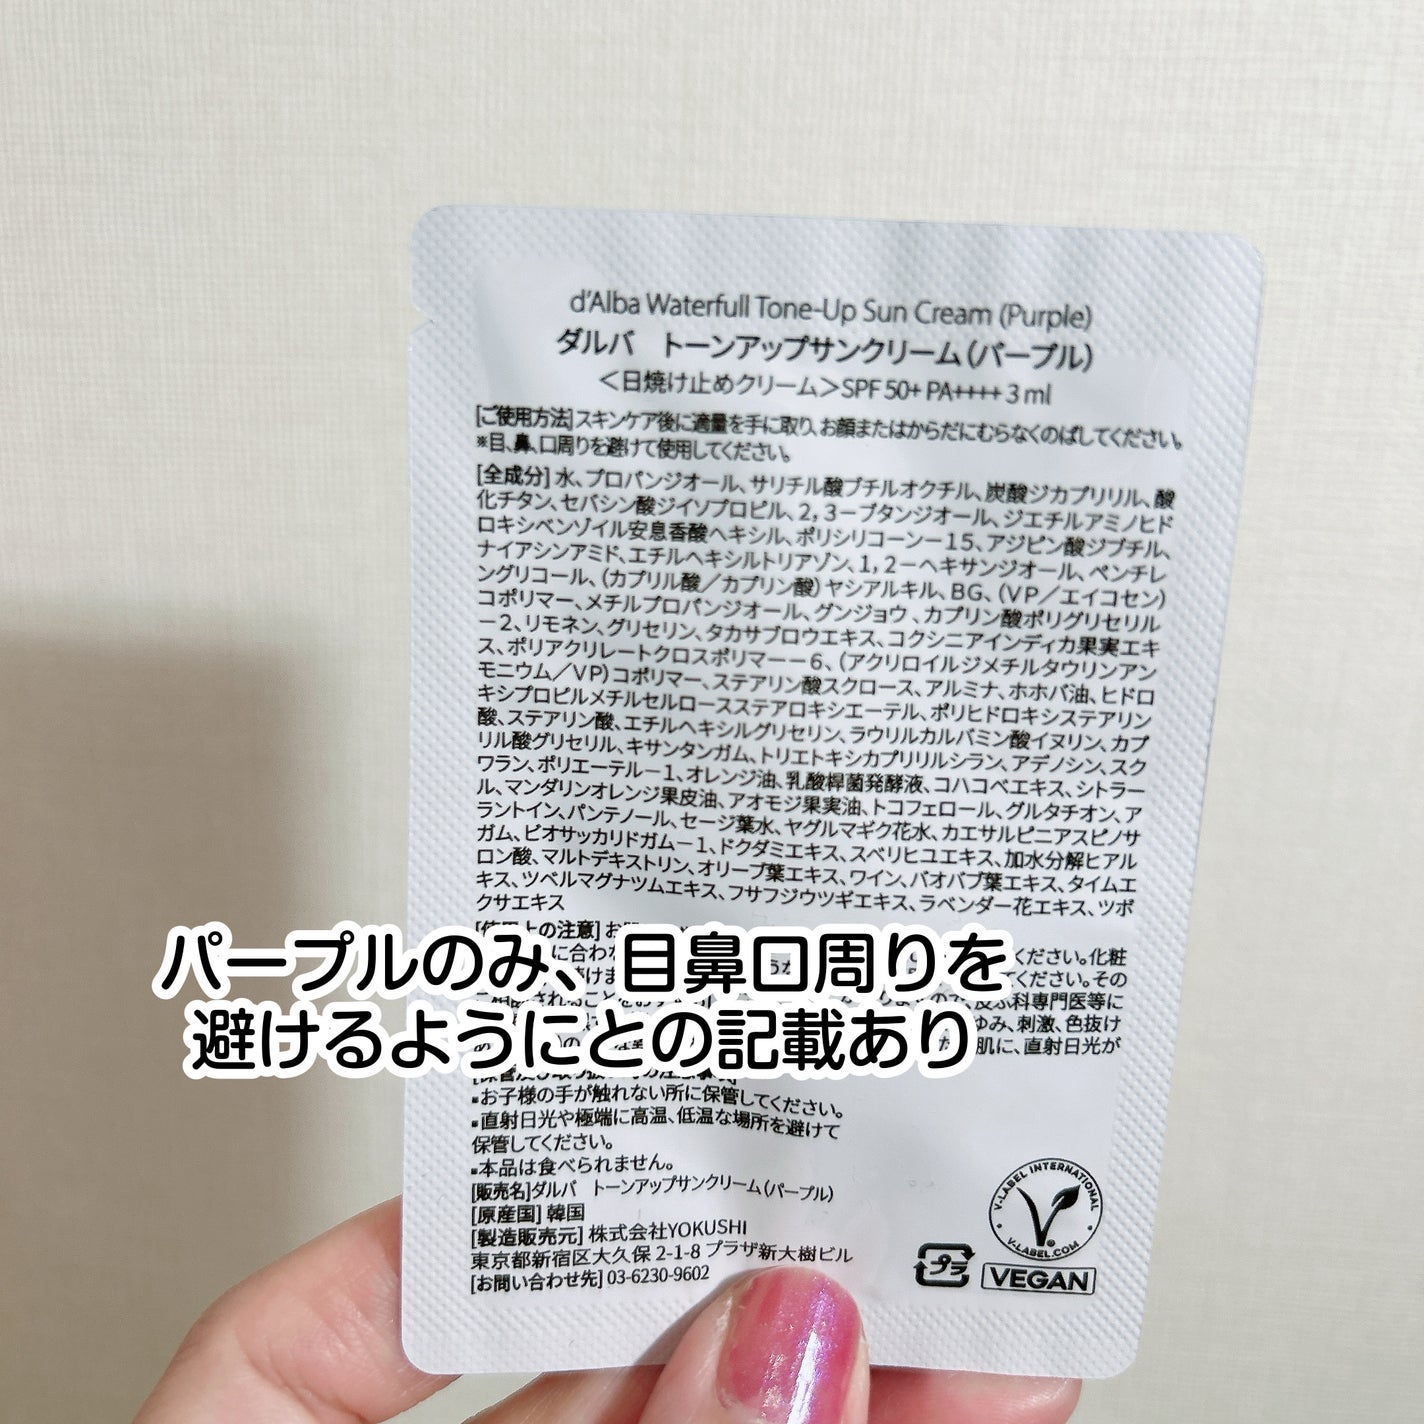 d'Alba Waterfull Tone-Up Sun Cream (Purple)
ダルバ　トーンアップサンクリーム(パープル)
＜日焼け止めクリーム＞SPF 50+ PA++++ 3 ml
[ご使用方法] スキンケア後に適量を手に取り、お顔またはからだにむらなくのばしてください。
※目、鼻、口周りを避けて使用してください。
[全成分] 水、プロパンジオール、サリチル酸ブチルオクチル、炭酸ジカプリリル、酸
化チタン、セバシン酸ジイソプロピル、2，3－ブタンジオール、ジエチルアミノヒド
ロキシベンゾイル安息香酸ヘキシル、ポリシリコーン－15、アジピン酸ジブチル、
ナイアシンアミド、エチルヘキシルトリアゾン、1，2－ヘキサンジオール、ペンチレ
ングリコール、（カプリル酸／カプリン酸）ヤシアルキル、BG、（VP／エイコセン）
コポリマー、メチルプロパンジオール、グンジョウ、カプリン酸ポリグリセリル
－2、リモネン、グリセリン、タカサブロウエキス、コクシニアインディカ果実エキ
ス、ポリアクリレートクロスポリマー－6、（アクリロイルジメチルタウリンアン
モニウム／VP）コポリマー、ステアリン酸スクロース、アルミナ、ホホバ油、ヒドロ
キシプロピルメチルセルロースステアロキシエーテル、ポリヒドロキシステアリン
酸、ステアリン酸、エチルヘキシルグリセリン、ラウリルカルバミン酸イヌリン、カプ
リル酸グリセリル、キサンタンガム、トリエトキシカプリリルシラン、アデノシン、スク
ワラン、ポリエーテル－1、オレンジ油、乳酸桿菌発酵液、コハコベエキス、シトラー
ル、マンダリンオレンジ果皮油、アオモジ果実油、トコフェロール、グルタチオン、ア
ラントイン、パンテノール、セージ葉水、ヤグルマギク花水、カエサルピニアスピノサ
ガム、ビオサッカリドガム－1、ドクダミエキス、スベリヒユエキス、加水分解ヒアル
ロン酸、マルトデキストリン、オリーブ葉エキス、ワイン、バオバブ葉エキス、タイムエ
キス、ツベルマグナツムエキス、フサフジウツギエキス、ラベンダー花エキス、ツボ
クサエキス
[使用上の注意] お
に合わな ください。化粧
てください。その
皮ふ科専門医等に
ゆみ、刺激、色抜け
肌に、直射日光が
パープルのみ、目鼻口周りを
避けるようにとの記載あり
▪お子様の手が触れない所に保管してください。
▪直射日光や極端に高温、低温な場所を避けて
保管してください。
▪本品は食べられません。
[販売名]ダルバ　トーンアップサンクリーム(パープル)
[原産国] 韓国
[製造販売元] 株式会社YOKUSHI
東京都新宿区大久保 2-1-8 プラザ新大樹ビル
[お問い合わせ先] 03-6230-9602
プラ
V-LABEL INTERNATIONAL
V-LABEL.COM
VEGAN